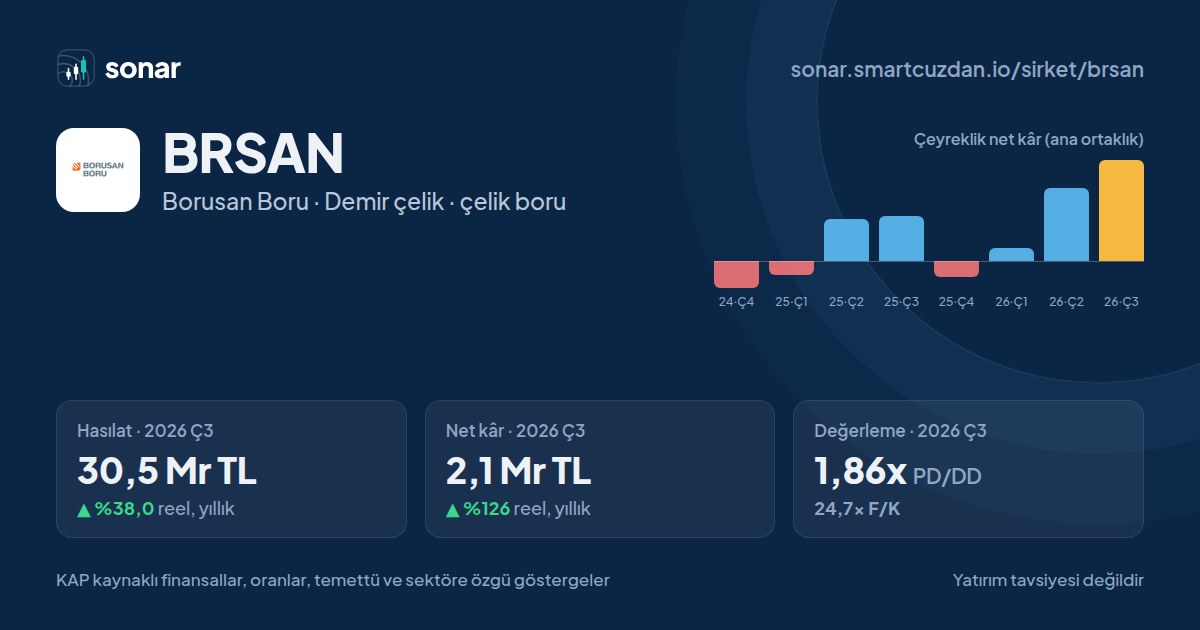 sonar
sonar.smartcuzdan.io/sirket/brsan
BORUSAN
BORU
BRSAN
Borusan Boru · Demir çelik · çelik boru
Çeyreklik net kâr (ana ortaklık)
24·Ç4 25·Ç1 25·Ç2 25·Ç3 25·Ç4 26·Ç1 26·Ç2 26·Ç3
Hasılat · 2026 Ç3
30,5 Mr TL
▲ %38,0 reel, yıllık
Net kâr · 2026 Ç3
2,1 Mr TL
▲ %126 reel, yıllık
Değerleme · 2026 Ç3
1,86x PD/DD
24,7× F/K
KAP kaynaklı finansallar, oranlar, temettü ve sektöre özgü göstergeler
Yatırım tavsiyesi değildir